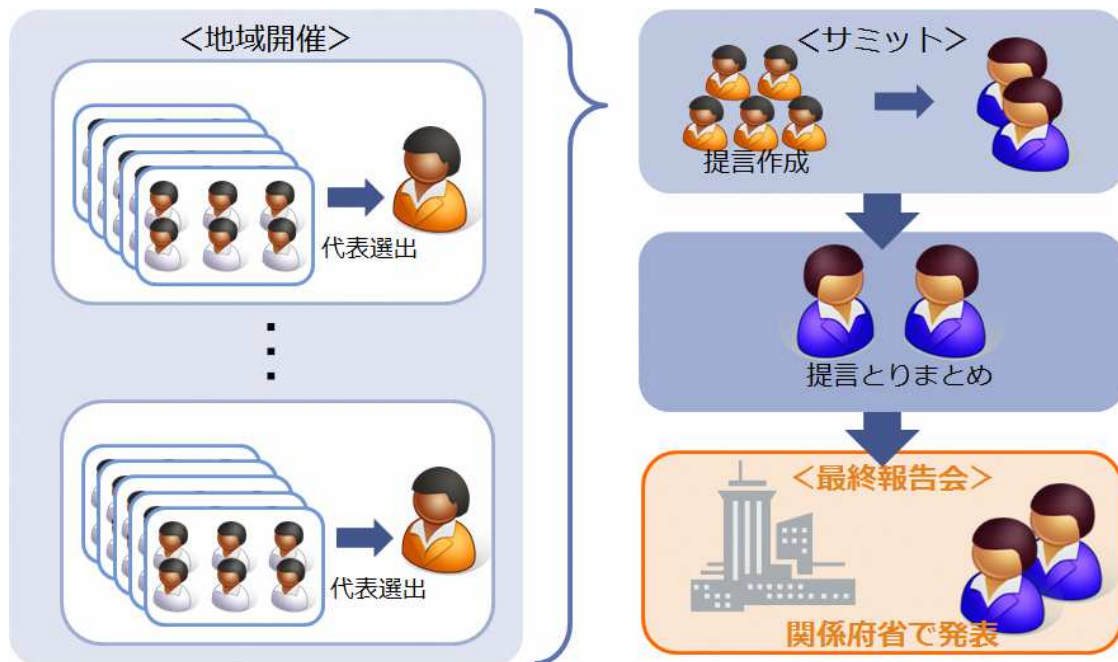 ＜地域開催＞
代表選出
代表選出
＜サミット＞
提言作成
提言とりまとめ
＜最終報告会＞
関係府省で発表